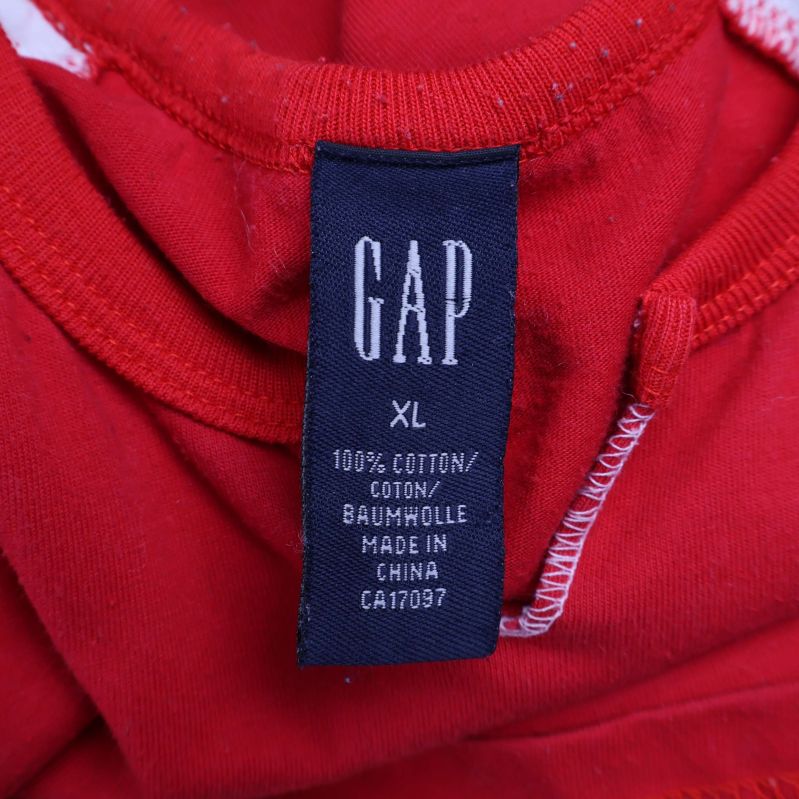 GAP
XL
100% COTTON/
COTON/
BAUMWOLLE
MADE IN
CHINA
CA17097